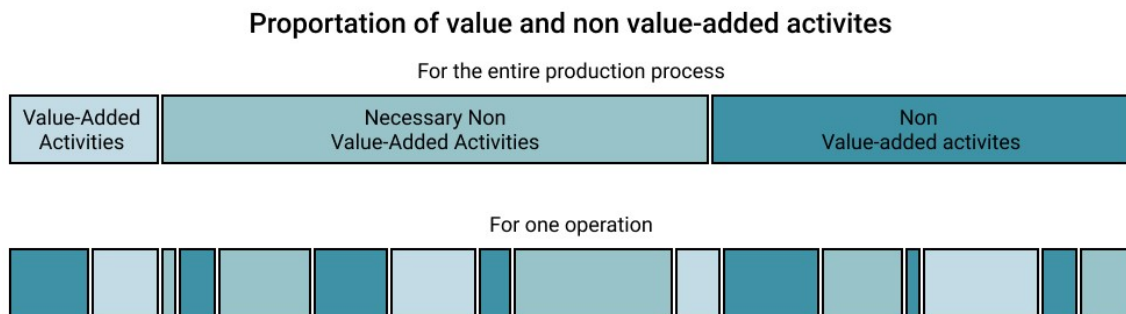 Proportation of value and non value-added activites
For the entire production process
Value-Added
Activities
Necessary Non
Value-Added Activities
Non
Value-added activites
For one operation